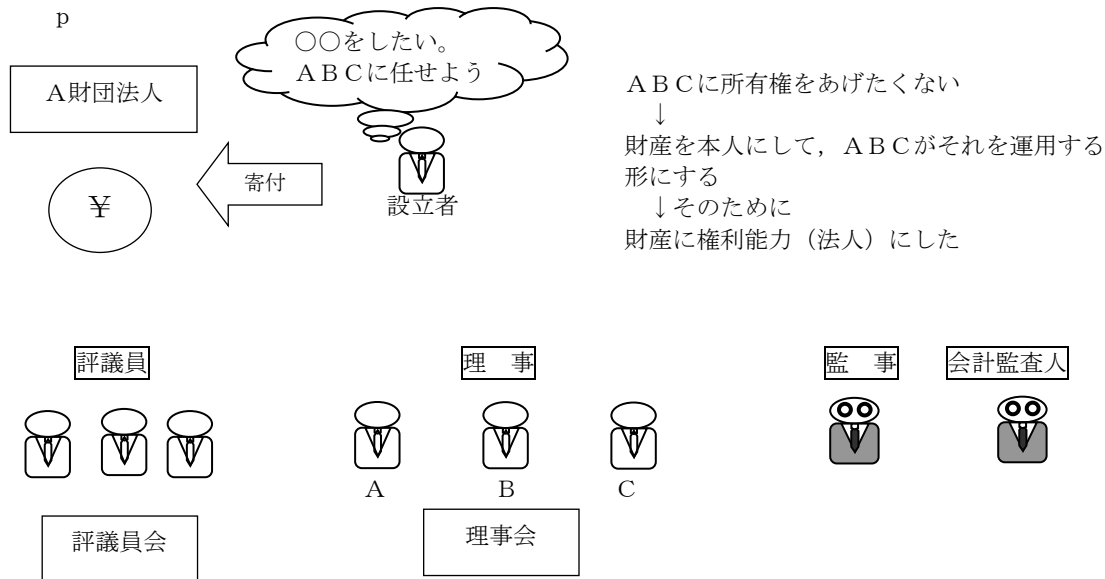 p
○○をしたい。
ＡＢＣに任せよう
Ａ財団法人
寄付
￥
設立者
ＡＢＣに所有権をあげたくない
↓
財産を本人にして，ＡＢＣがそれを運用する
形にする
↓そのために
財産に権利能力（法人）にした
評議員
理　事
監　事
会計監査人
Ａ
Ｂ
Ｃ
評議員会
理事会